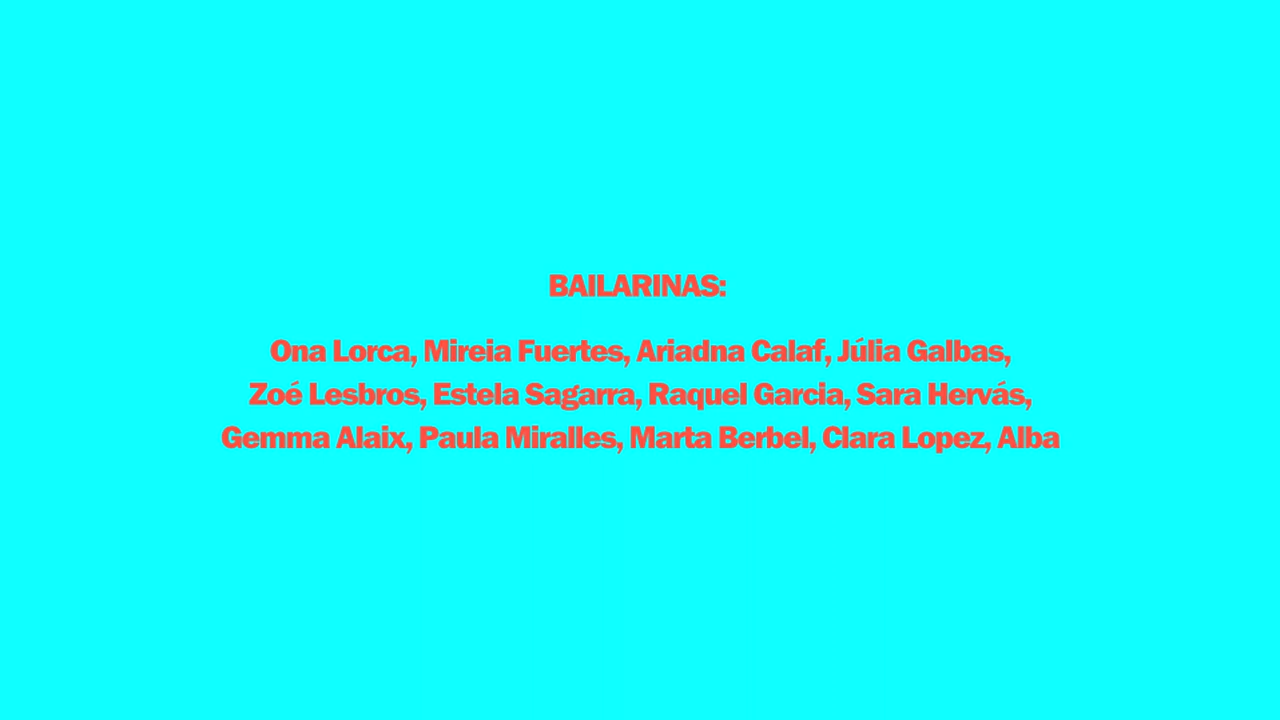 BAILARINAS:
Ona Lorca, Mireia Fuertes, Ariadna Calaf, Júlia Galbas,
Zoé Lesbros, Estela Sagarra, Raquel Garcia, Sara Hervás,
Gemma Alaix, Paula Miralles, Marta Berbel, Clara Lopez, Alba